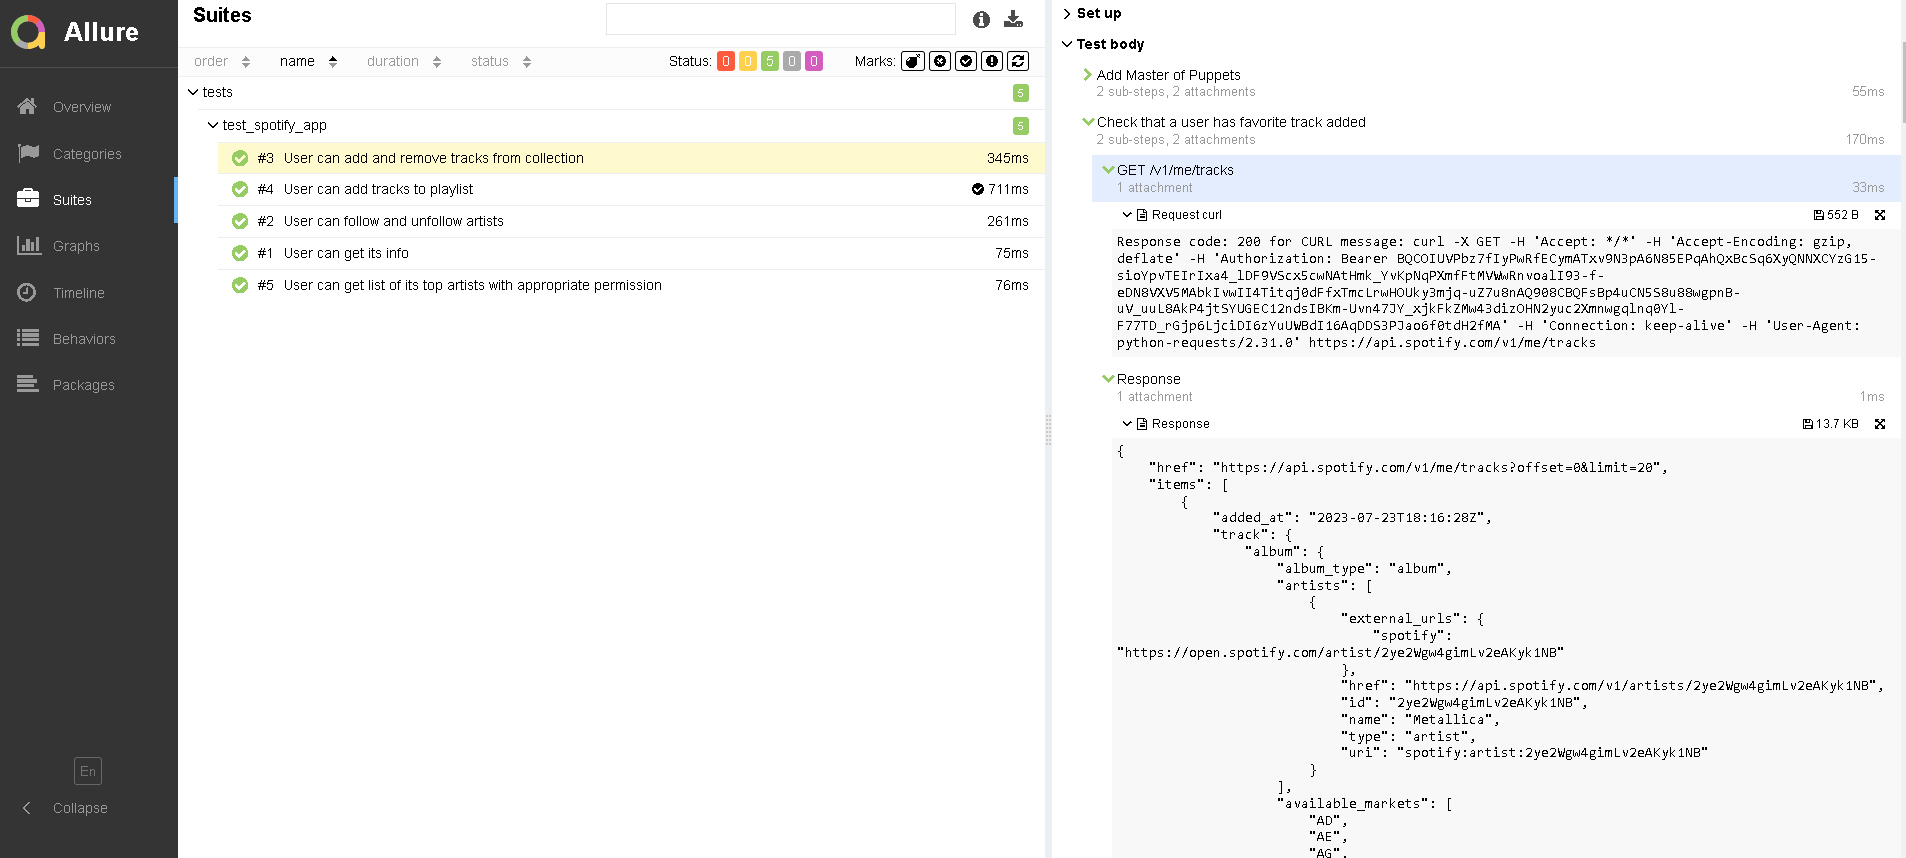 Allure
Overview
Categories
Suites
Graphs
Timeline
Behaviors
Packages
En
Collapse
Suites
order name duration status Status: 0 0 5 0 0 Marks:
tests 5
test_spotify_app 5
#3 User can add and remove tracks from collection 345ms
#4 User can add tracks to playlist 711ms
#2 User can follow and unfollow artists 261ms
#1 User can get its info 75ms
#5 User can get list of its top artists with appropriate permission 76ms
Set up
Test body
Add Master of Puppets
2 sub-steps, 2 attachments 55ms
Check that a user has favorite track added
2 sub-steps, 2 attachments 170ms
GET /v1/me/tracks
1 attachment 33ms
Request curl 552 B
Response code: 200 for CURL message: curl -X GET -H 'Accept: */*' -H 'Accept-Encoding: gzip,
deflate' -H 'Authorization: Bearer
-H 'Connection: keep-alive' -H 'User-Agent:
python-requests/2.31.0' https://api.spotify.com/v1/me/tracks
Response
1 attachment 1ms
Response 13.7 KB
{
"href": "https://api.spotify.com/v1/me/tracks?offset=0&limit=20",
"items": [
{
"added_at": "2023-07-23T18:16:28Z",
"track": {
"album": {
"album_type": "album",
"artists": [
{
"external_urls": {
"spotify":
"https://open.spotify.com/artist/2ye2Wgw4gimLv2eAKyk1NB"
},
"href": "https://api.spotify.com/v1/artists/2ye2Wgw4gimLv2eAKyk1NB",
"id": "2ye2Wgw4gimLv2eAKyk1NB",
"name": "Metallica",
"type": "artist",
"uri": "spotify:artist:2ye2Wgw4gimLv2eAKyk1NB"
}
],
"available_markets": [
"AD",
"AE",
"AG",